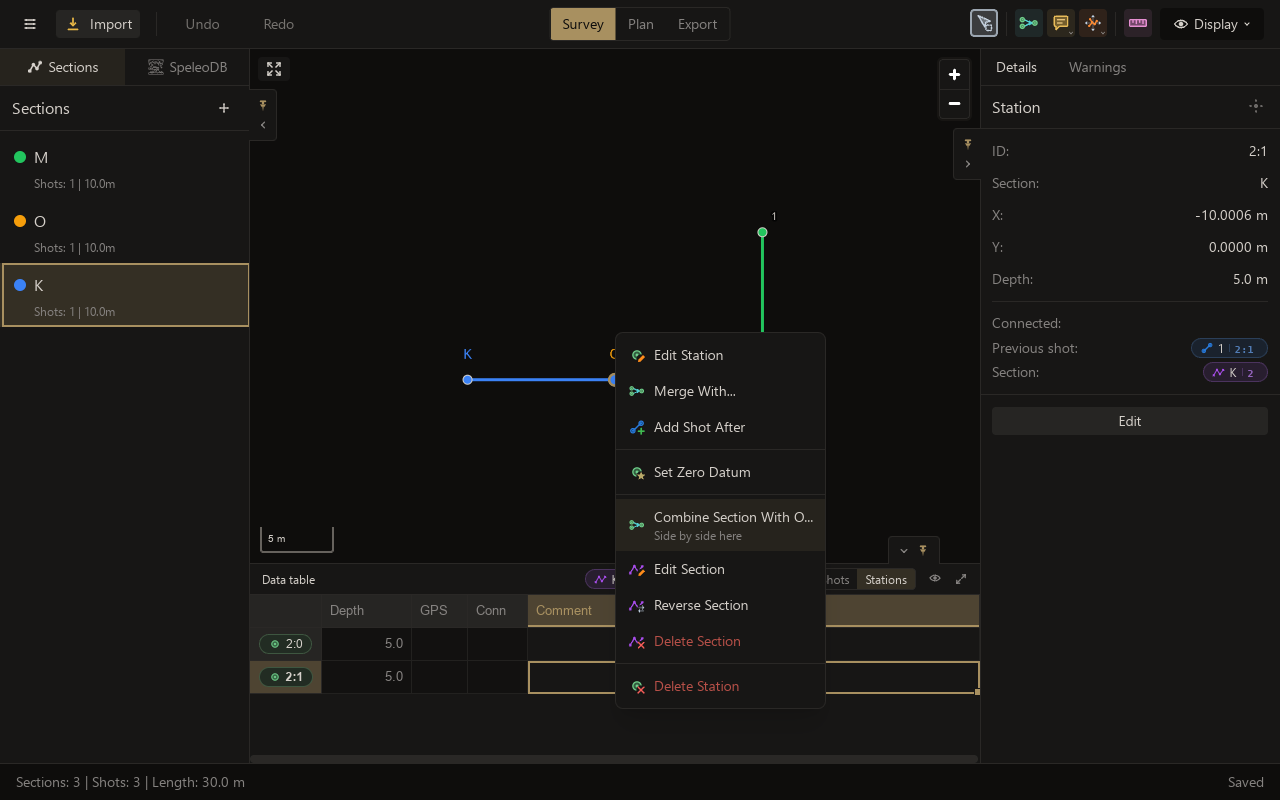 Import
Undo
Redo
Survey
Plan
Export
Display
Sections
SpeleoDB
Sections
M
Shots: 1 | 10.0m
O
Shots: 1 | 10.0m
K
Shots: 1 | 10.0m
1
K
5 m
Edit Station
Merge With...
Add Shot After
Set Zero Datum
Combine Section With O...
Side by side here
Edit Section
Reverse Section
Delete Section
Delete Station
Data table
Stations
Depth
GPS
Conn
Comment
2:0
5.0
2:1
5.0
Details
Warnings
Station
ID:
2:1
Section:
K
X:
-10.0006 m
Y:
0.0000 m
Depth:
5.0 m
Connected:
Previous shot:
1 | 2:1
Section:
K | 2
Edit
Sections: 3 | Shots: 3 | Length: 30.0 m
Saved